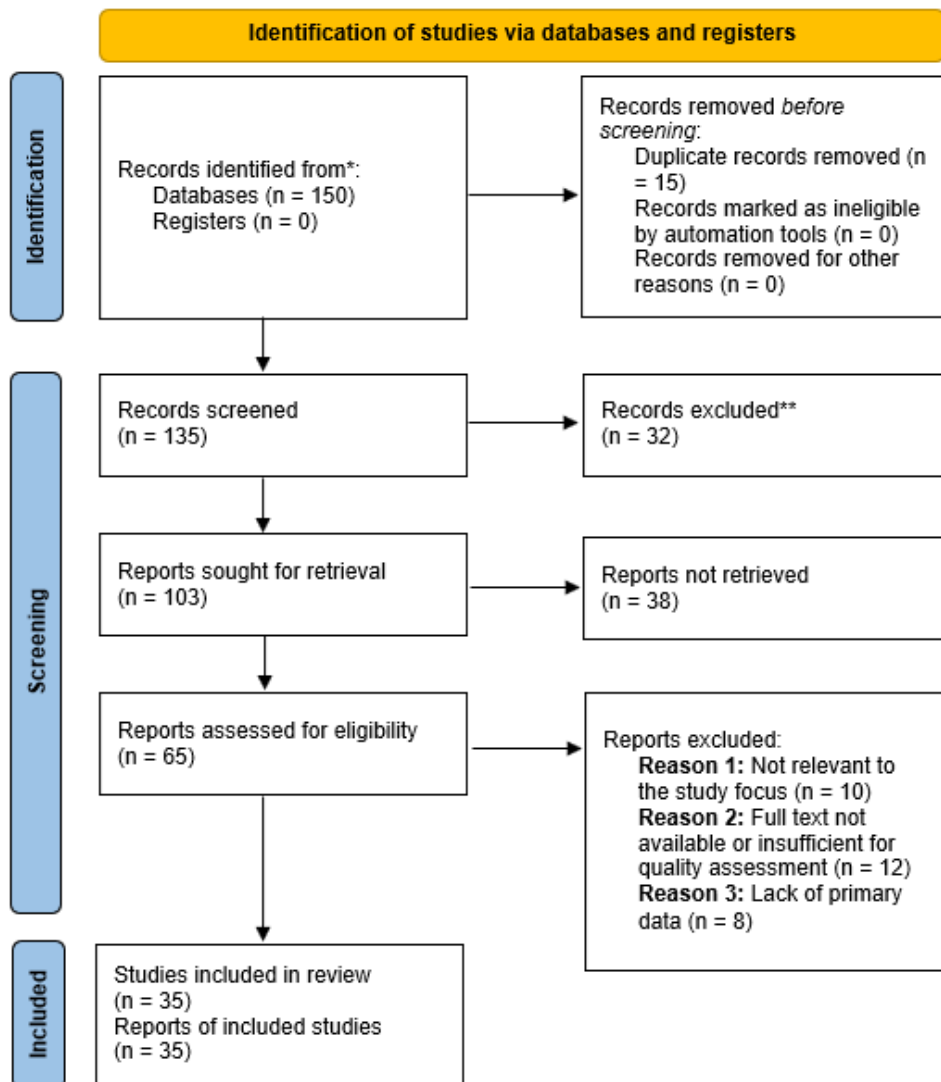 Identification of studies via databases and registers
Identification
Records identified from*:
Databases (n = 150)
Registers (n = 0)
Records removed before
screening:
Duplicate records removed (n
= 15)
Records marked as ineligible
by automation tools (n = 0)
Records removed for other
reasons (n = 0)
Screening
Records screened
(n = 135)
Records excluded**
(n = 32)
Reports sought for retrieval
(n = 103)
Reports not retrieved
(n = 38)
Reports assessed for eligibility
(n = 65)
Reports excluded:
Reason 1: Not relevant to
the study focus (n = 10)
Reason 2: Full text not
available or insufficient for
quality assessment (n = 12)
Reason 3: Lack of primary
data (n = 8)
Included
Studies included in review
(n = 35)
Reports of included studies
(n = 35)